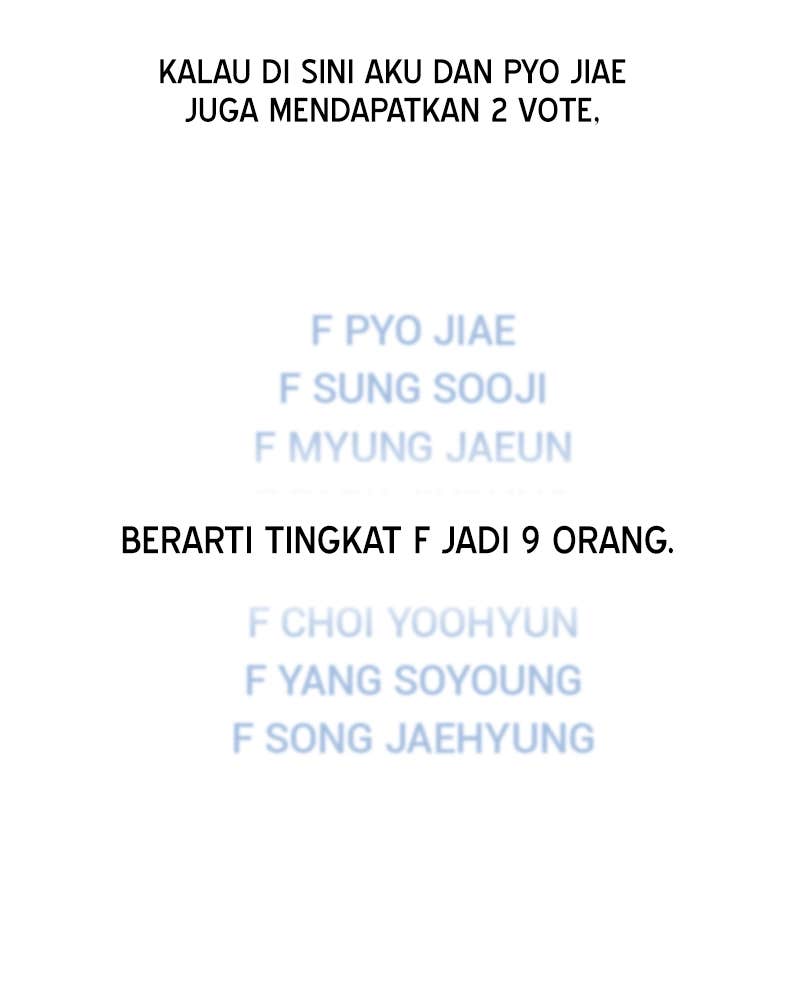 KALAU DI SINI AKU DAN PYO JIAE
JUGA MENDAPATKAN 2 VOTE,
F PYO JIAE
F SUNG SOOJI
F MYUNG JAEUN
BERARTI TINGKAT F JADI 9 ORANG.
F CHOI YOOHYUN
F YANG SOYOUNG
F SONG JAEHYUNG